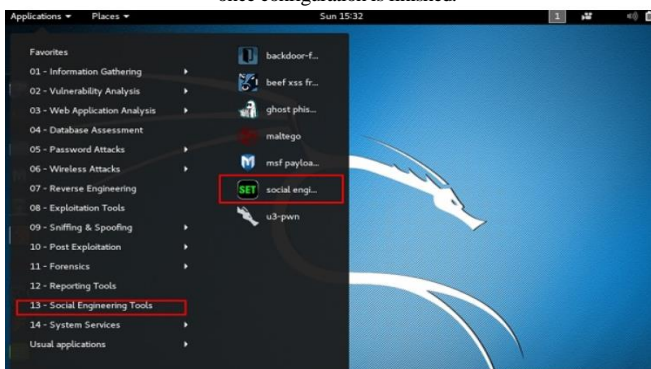 once configuration is finished.
Applications Places Sun 15:32 1
Favorites
01 - Information Gathering
02 - Vulnerability Analysis
03 - Web Application Analysis
04 - Database Assessment
05 - Password Attacks
06 - Wireless Attacks
07 - Reverse Engineering
08 - Exploitation Tools
09 - Sniffing & Spoofing
10 - Post Exploitation
11 - Forensics
12 - Reporting Tools
13 - Social Engineering Tools
14 - System Services
Usual applications
backdoor-f...
beef xss fr...
ghost phis...
maltego
msf payloa...
SET social engi...
u3-pwn